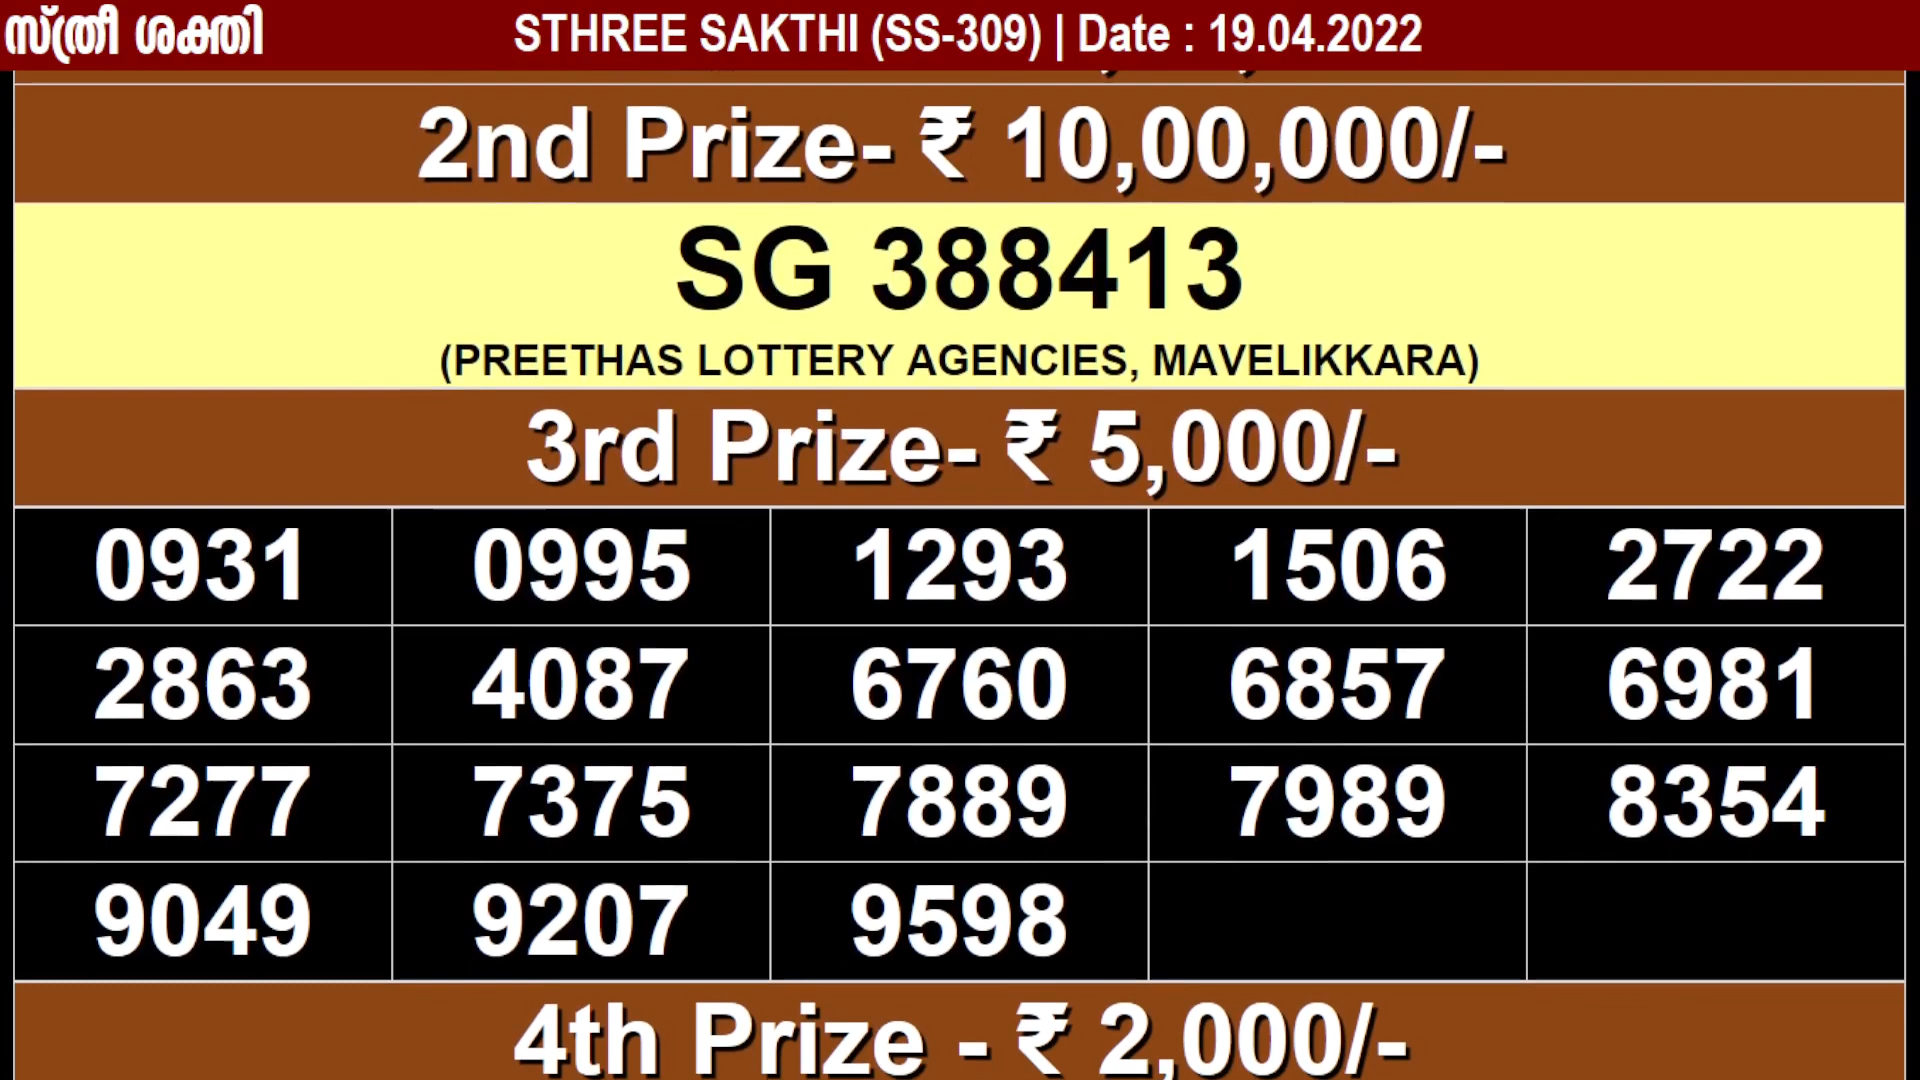 സ്ത്രീ ശക്തി STHREE SAKTHI (SS-309) | Date : 19.04.2022
2nd Prize- ₹ 10,00,000/-
SG 388413
(PREETHAS LOTTERY AGENCIES, MAVELIKKARA)
3rd Prize- ₹ 5,000/-
0931 0995 1293 1506 2722
2863 4087 6760 6857 6981
7277 7375 7889 7989 8354
9049 9207 9598
4th Prize - ₹ 2,000/-